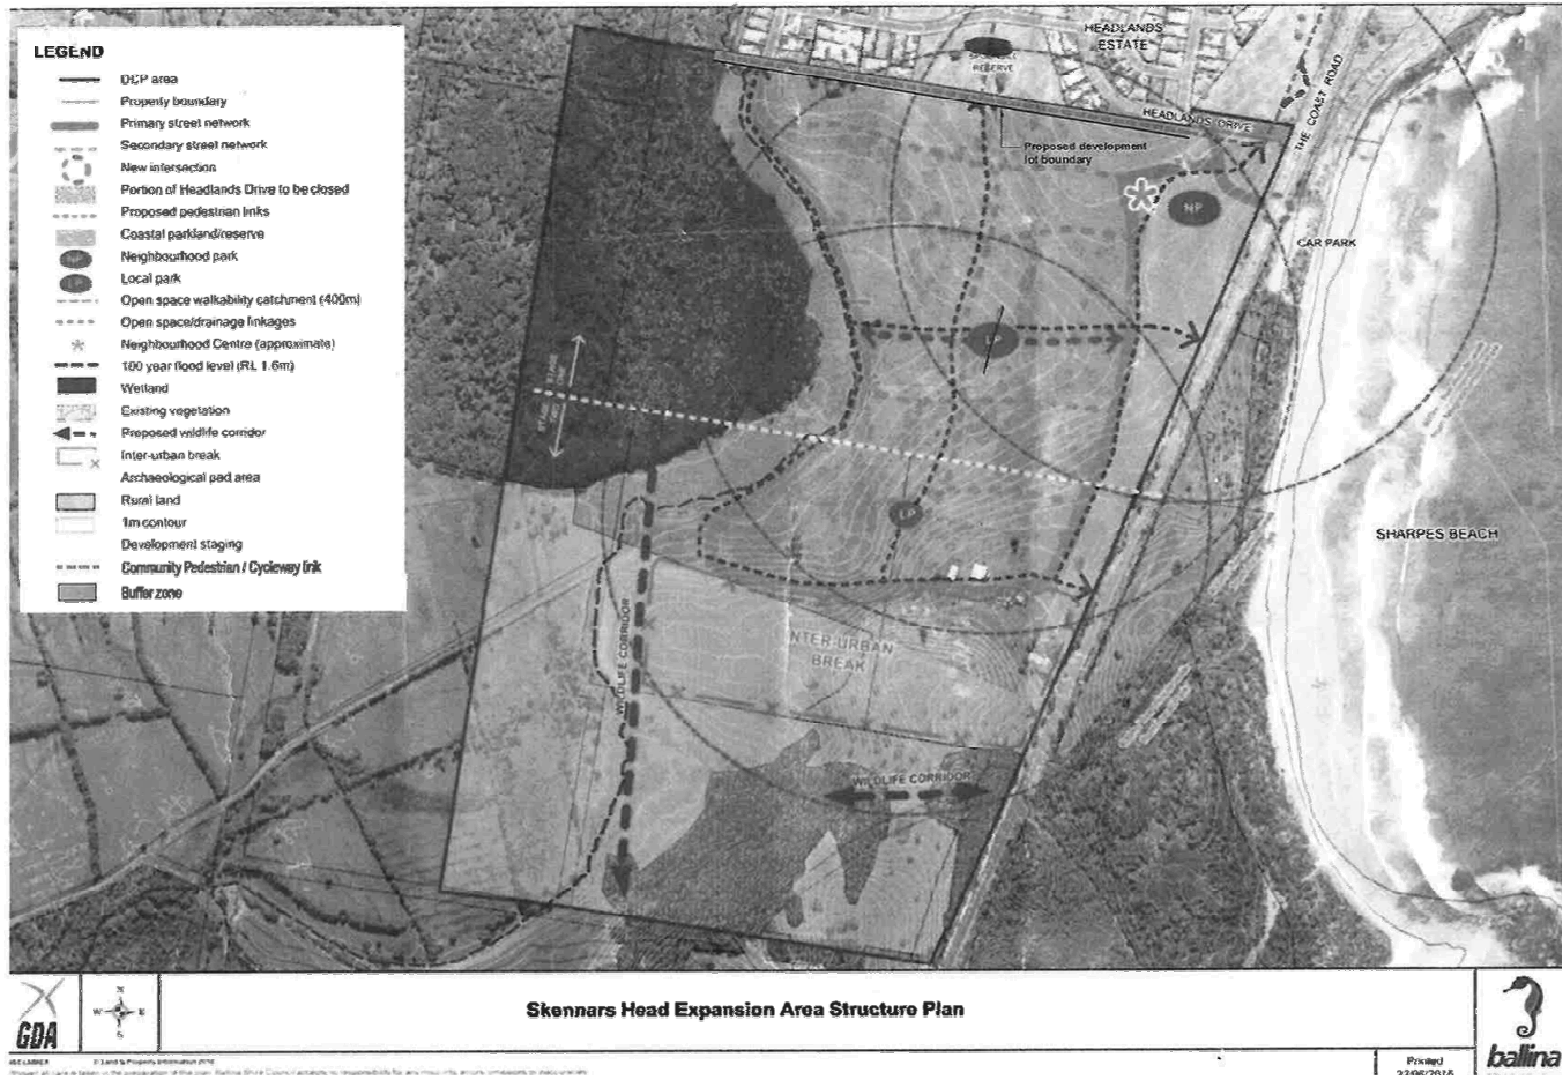 LEGEND
DCP area
Property boundary
Primary street network
Secondary street network
New intersection
Portion of Headlands Drive to be closed
Proposed pedestrian links
Coastal parkland/reserve
Neighbourhood park
Local park
Open space walkability catchment (400m)
Open space/drainage linkages
Neighbourhood Centre (approximate)
100 year flood level (RL 1.6m)
Wetland
Existing vegetation
Proposed wildlife corridor
Inter-urban break
Archaeological pad area
Rural land
1m contour
Development staging
Community Pedestrian / Cycleway link
Buffer zone
HEADLANDS
ESTATE
RESERVE
HEADLANDS DRIVE
THE COAST ROAD
Proposed development
lot boundary
NP
CAR PARK
LP
LP
SHARPES BEACH
INTER-URBAN
BREAK
WILDLIFE CORRIDOR
WILDLIFE CORRIDOR
GDA
N
W E
S
Skennars Head Expansion Area Structure Plan
ballina
Printed